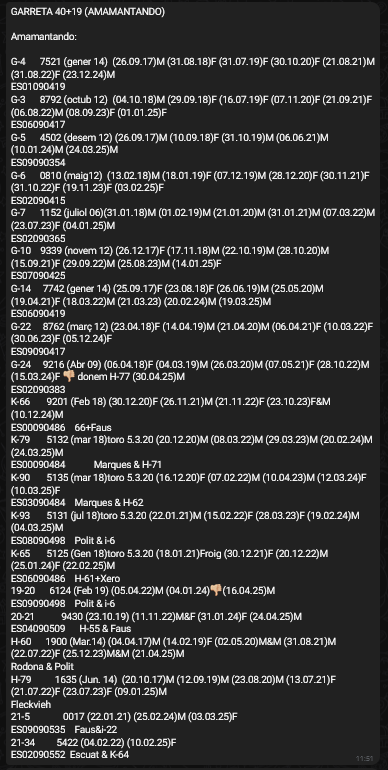 GARRETA 40+19 (AMAMANTANDO)
Amamantando:
G-4 7521 (gener 14) (26.09.17)M (31.08.18)F (31.07.19)F (30.10.20)F (21.08.21)M
(31.08.22)F (23.12.24)M
ES01090419
G-3 8792 (octub 12) (04.10.18)M (29.09.18)F (16.07.19)F (07.11.20)F (21.09.21)F
(06.08.22)M (08.09.23)F (01.01.25)F
ES06090417
G-5 4502 (desem 12) (26.09.17)M (10.09.18)F (31.10.19)M (06.06.21)M
(10.01.24)M (24.03.25)M
ES09090354
G-6 0810 (maig12) (13.02.18)M (18.01.19)F (07.12.19)M (28.12.20)F (30.11.21)F
(31.10.22)F (19.11.23)F (03.02.25)F
ES02090415
G-7 1152 (juliol 06)(31.01.18)M (01.02.19)M (21.01.20)M (31.01.21)M (07.03.22)M
(23.07.23)F (04.01.25)M
ES02090365
G-10 9339 (novem 12) (26.12.17)F (17.11.18)M (22.10.19)M (28.10.20)M
(15.09.21)F (29.09.22)M (25.08.23)M (14.01.25)F
ES07090425
G-14 7742 (gener 14) (25.09.17)F (23.08.18)F (26.06.19)M (25.05.20)M
(19.04.21)F (18.03.22)M (21.03.23) (20.02.24)M (19.03.25)M
ES06090419
G-22 8762 (març 12) (23.04.18)F (14.04.19)M (21.04.20)M (06.04.21)F (10.03.22)F
(30.06.23)F (05.12.24)F
ES09090417
G-24 9216 (Abr 09) (06.04.18)F (04.03.19)M (26.03.20)M (07.05.21)F (28.10.22)M
(15.03.24)F 👎 donem H-77 (30.04.25)M
ES02090383
K-66 9201 (Feb 18) (30.12.20)F (26.11.21)M (21.11.22)F (23.10.23)F&M
(10.12.24)M
ES00090486 66+Faus
K-79 5132 (mar 18)toro 5.3.20 (20.12.20)M (08.03.22)M (29.03.23)M (20.02.24)M
(24.03.25)M
ES00090484 Marques & H-71
K-90 5135 (mar 18)toro 5.3.20 (16.12.20)F (07.02.22)M (10.04.23)M (12.03.24)F
(10.03.25)F
ES03090484 Marques & H-62
K-93 5131 (jul 18)toro 5.3.20 (22.01.21)M (15.02.22)F (28.03.23)F (19.02.24)M
(04.03.25)M
ES08090498 Polit & i-6
K-65 5125 (Gen 18)toro 5.3.20 (18.01.21)Froig (30.12.21)F (20.12.22)M
(25.01.24)F (22.02.25)M
ES06090486 H-61+Xero
19-20 6124 (Feb 19) (05.04.22)M (04.01.24)👎(16.04.25)M
ES09090498 Polit & i-6
20-21 9430 (23.10.19) (11.11.22)M&F (31.01.24)F (24.04.25)M
ES04090509 H-55 & Faus
H-60 1900 (Mar.14) (04.04.17)M (14.02.19)F (02.05.20)M&M (31.08.21)M
(22.07.22)F (25.12.23)M&M (21.04.25)M
Rodona & Polit
H-79 1635 (Jun. 14) (20.10.17)M (12.09.19)M (23.08.20)M (13.07.21)F
(21.07.22)F (23.07.23)F (09.01.25)M
Fleckvieh
21-5 0017 (22.01.21) (25.02.24)M (03.03.25)F
ES09090535 Faus&i-22
21-34 5422 (04.02.22) (10.02.25)F
ES02090552 Escuat & K-64
11:51